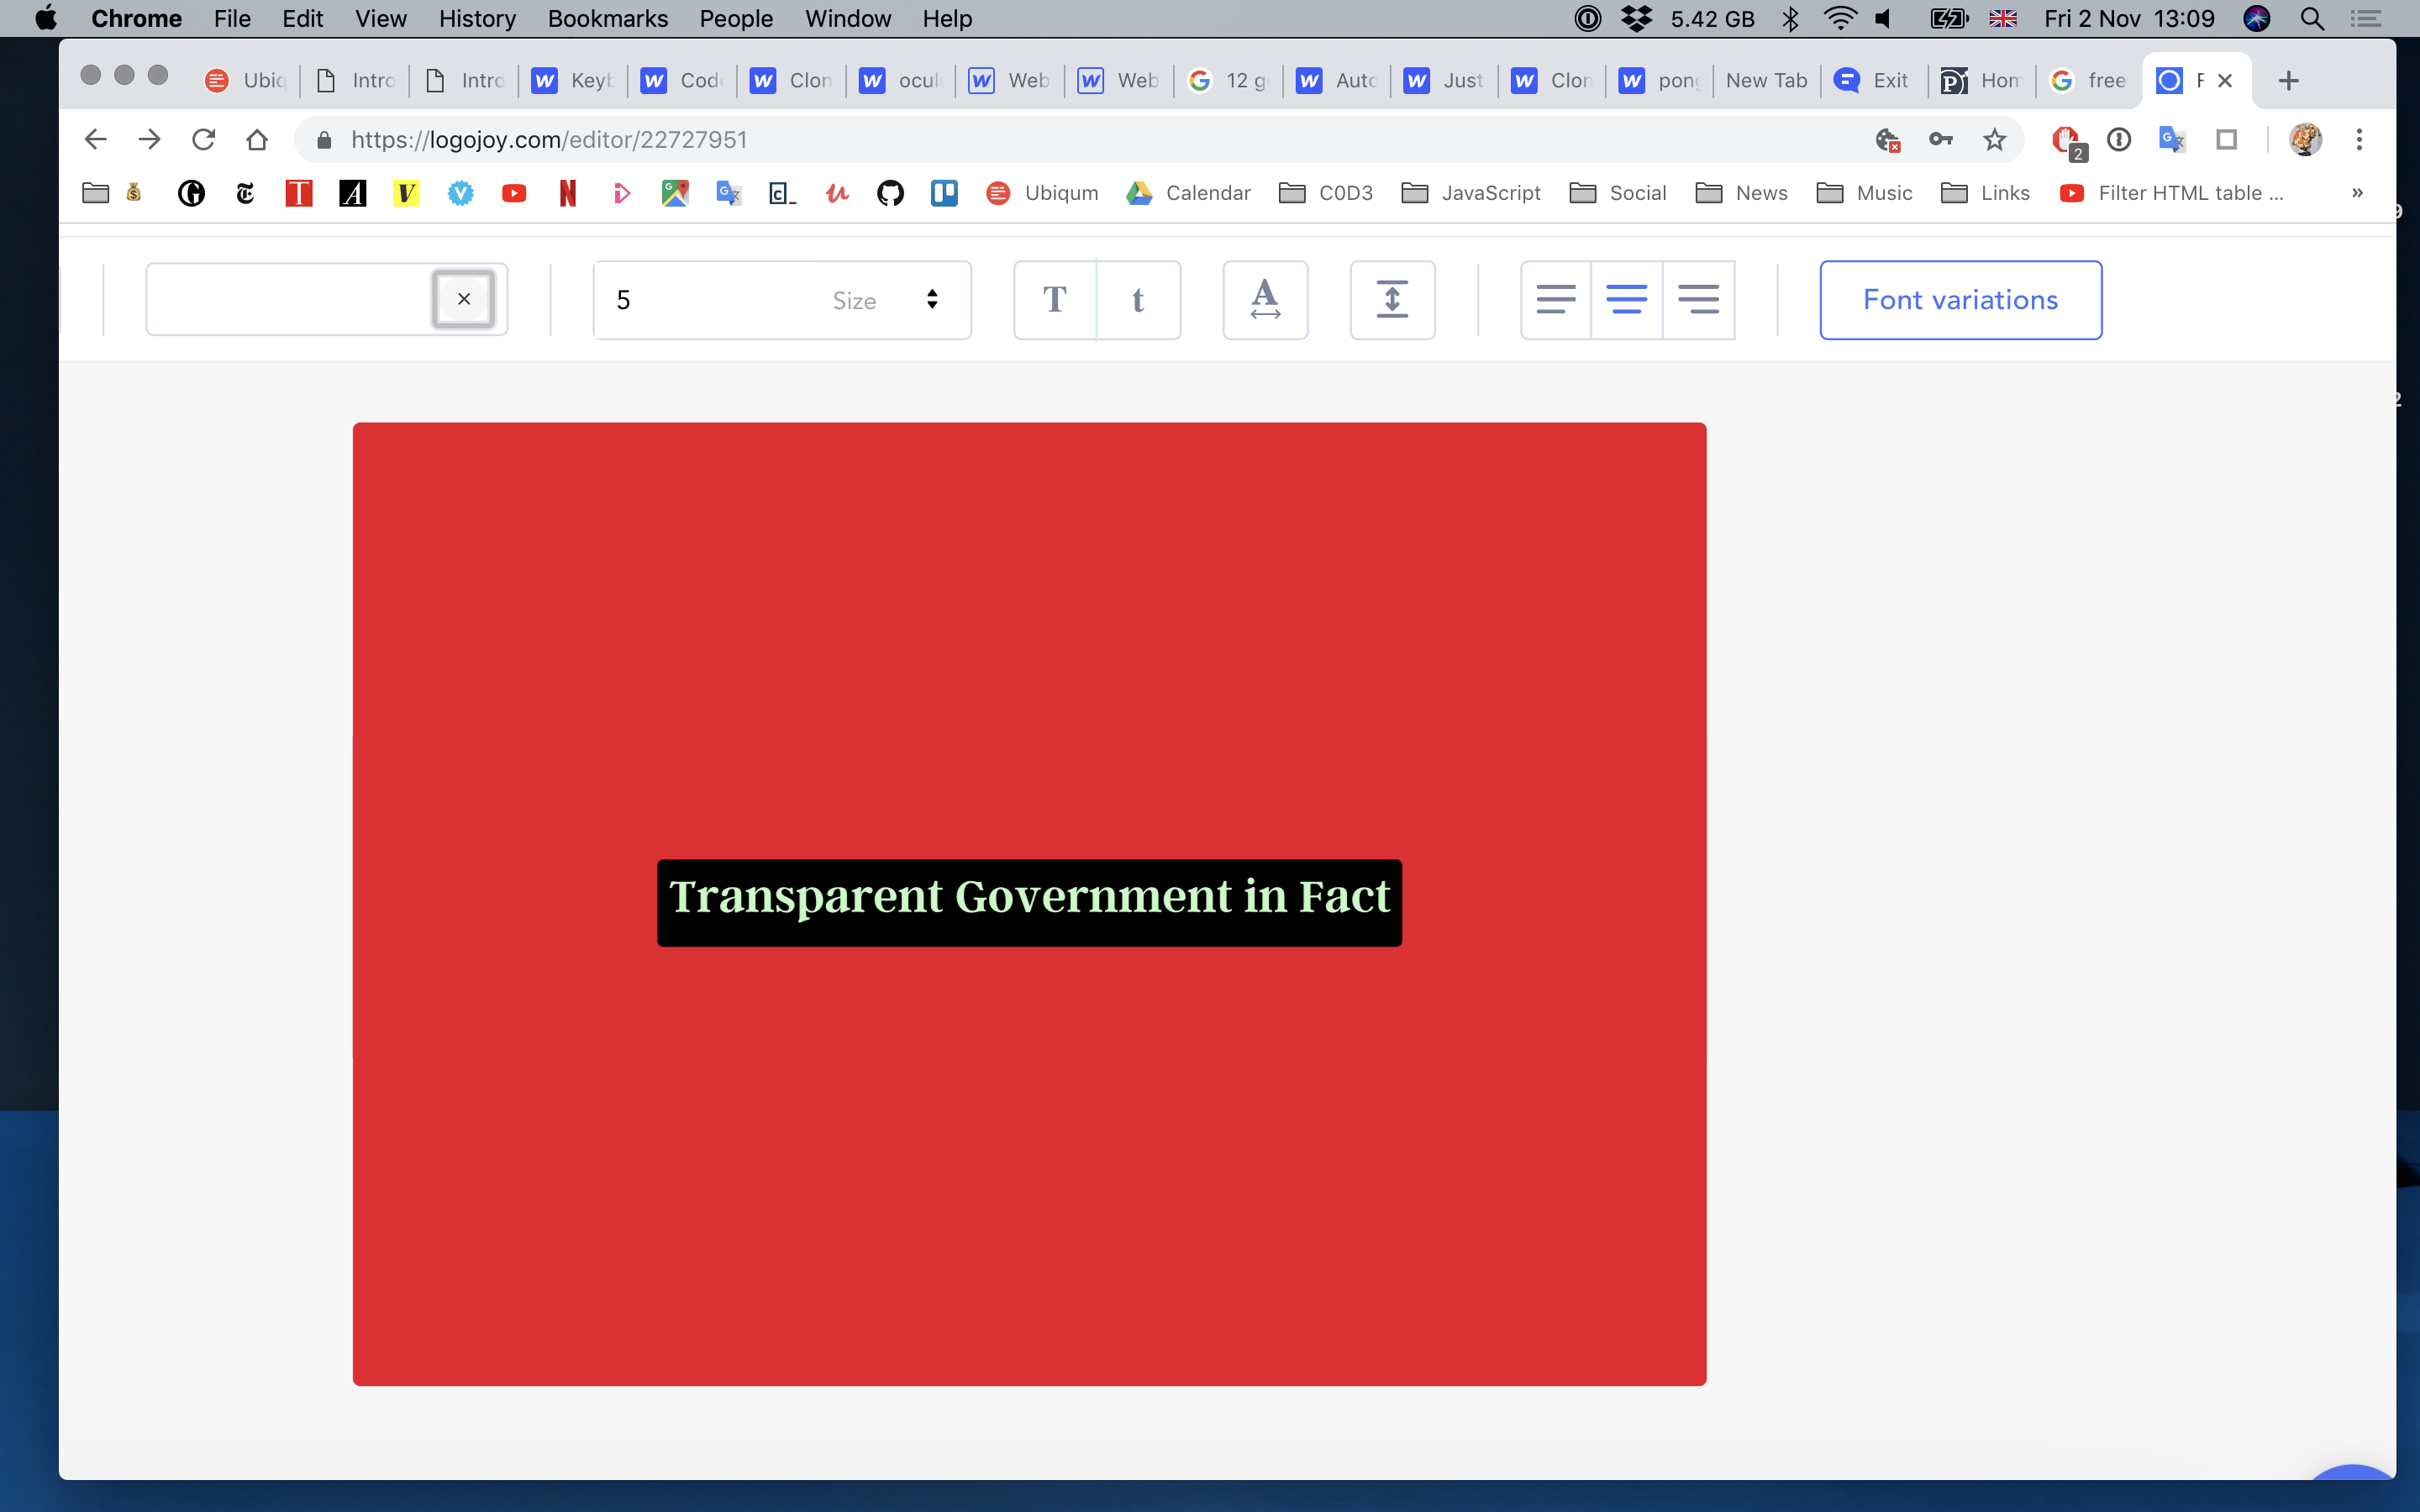 Chrome File Edit View History Bookmarks People Window Help 5.42 GB Fri 2 Nov 13:09
Ubiq Intro Intro Keyb Cod Clon ocul Web Web 12 g Auto Just Clon pong New Tab Exit Hom free
https://logojoy.com/editor/22727951 2
Ubiqum Calendar C0D3 JavaScript Social News Music Links Filter HTML table ... »
5 Size T t A Font variations
Transparent Government in Fact